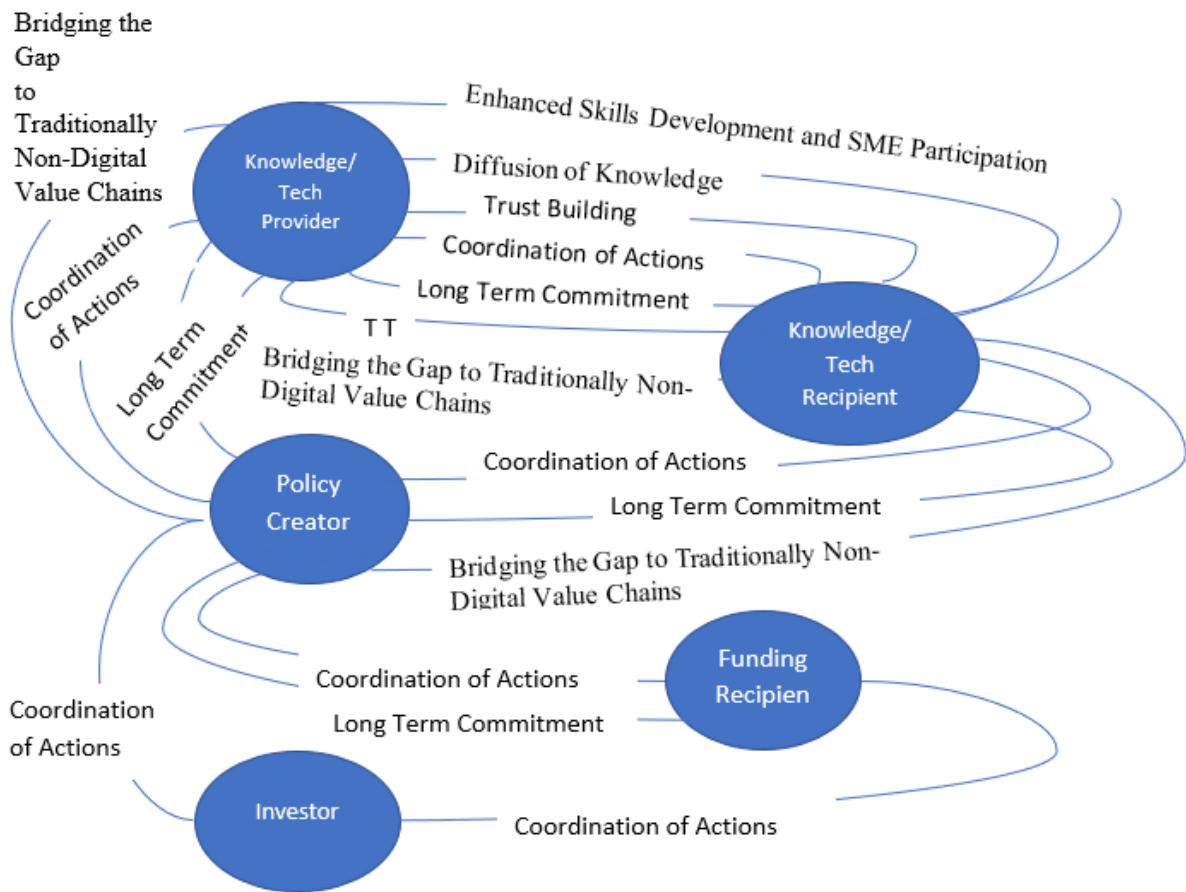 Bridging the
Gap
to
Traditionally
Non-Digital
Value Chains
Enhanced Skills Development and SME Participation
Knowledge/
Tech
Provider
Diffusion of Knowledge
Trust Building
Coordination of Actions
Long Term Commitment
Coordination
of Actions
Long Term
Commitment
T T
Bridging the Gap to Traditionally Non-
Digital Value Chains
Knowledge/
Tech
Recipient
Policy
Creator
Coordination of Actions
Long Term Commitment
Bridging the Gap to Traditionally Non-
Digital Value Chains
Funding
Recipien
Coordination of Actions
Long Term Commitment
Coordination
of Actions
Investor
Coordination of Actions